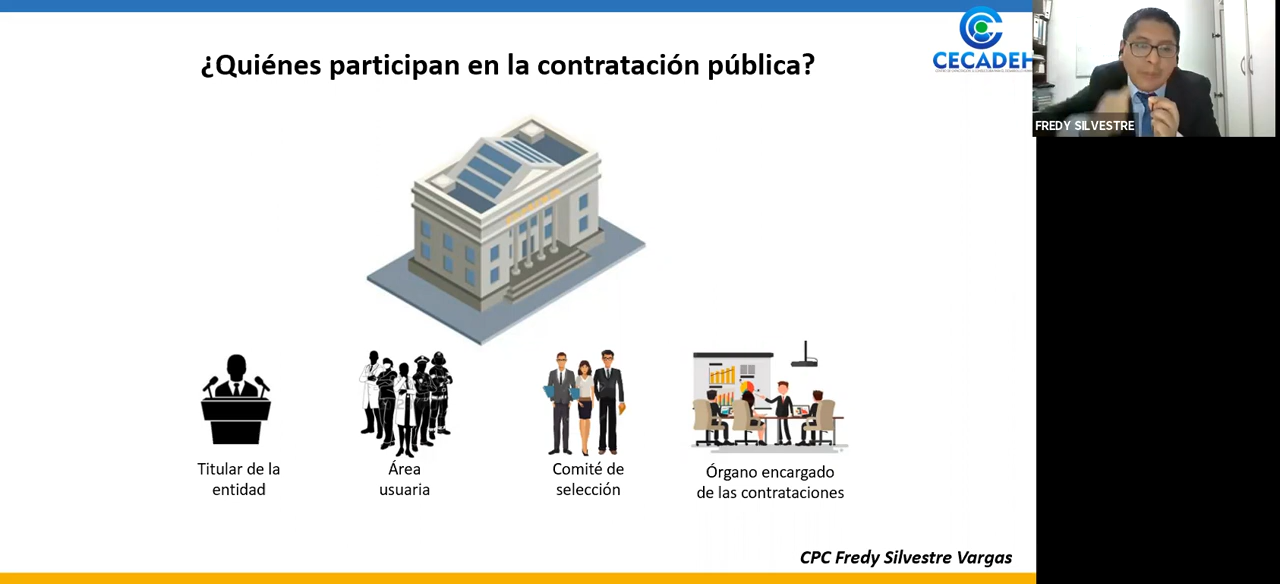 ¿Quiénes participan en la contratación pública?
CECADEH
FREDY SILVESTRE
Titular de la
entidad
Área
usuaria
Comité de
selección
Órgano encargado
de las contrataciones
CPC Fredy Silvestre Vargas